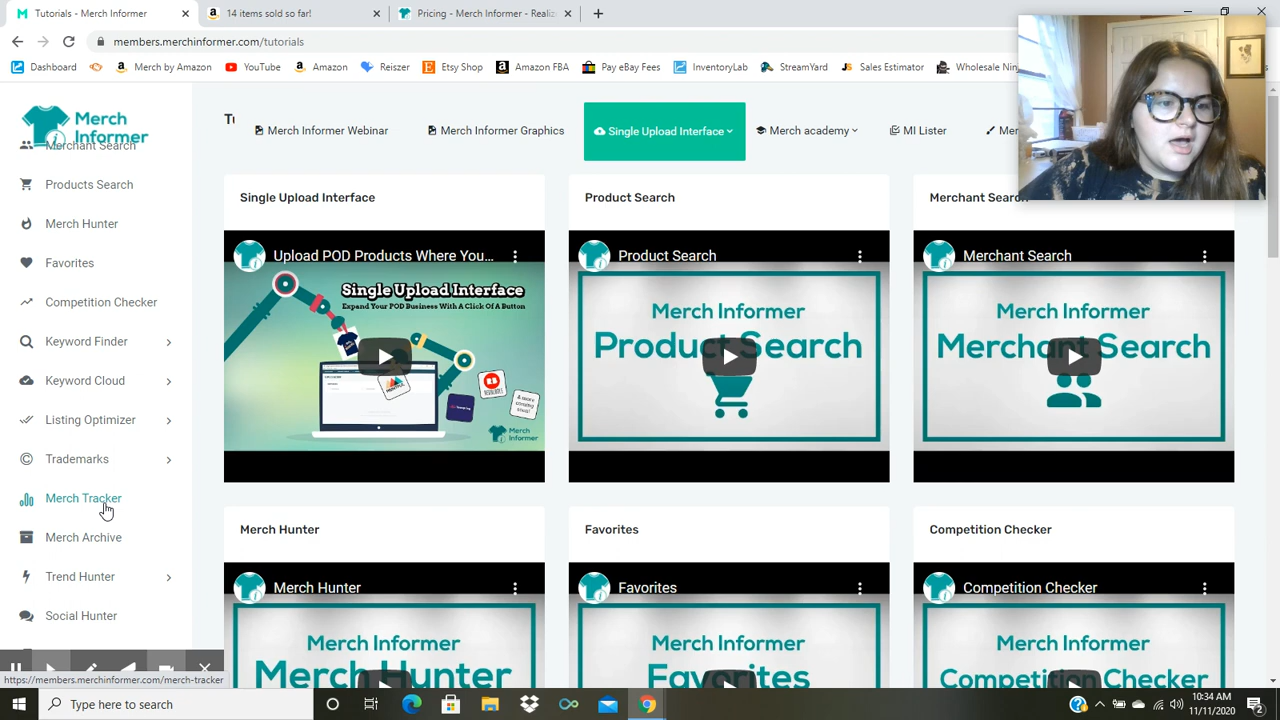 Tutorials - Merch Informer
14 items sold so far!
Pricing - Merch Informer - Realiz
members.merchinformer.com/tutorials
Dashboard
Merch by Amazon
YouTube
Amazon
Reiszer
Etsy Shop
Amazon FBA
Pay eBay Fees
InventoryLab
StreamYard
Sales Estimator
Wholesale Nin
Merch Informer
Merchant Search
Products Search
Merch Hunter
Favorites
Competition Checker
Keyword Finder
Keyword Cloud
Listing Optimizer
Trademarks
Merch Tracker
Merch Archive
Trend Hunter
Social Hunter
Merch Informer Webinar
Merch Informer Graphics
Single Upload Interface
Merch academy
MI Lister
Mer
Single Upload Interface
Product Search
Merchant Search
Upload POD Products Where You...
Single Upload Interface
Expand Your POD Business With A Click Of A Button
Merch Informer
Product Search
Merch Informer
Product Search
Merchant Search
Merch Informer
Merchant Search
Merch Hunter
Favorites
Competition Checker
Merch Hunter
Merch Informer
Merch Hunter
Favorites
Merch Informer
Favorites
Competition Checker
Merch Informer
Competition Checker
https://members.merchinformer.com/merch-tracker
Type here to search
10:34 AM
11/11/2020
2